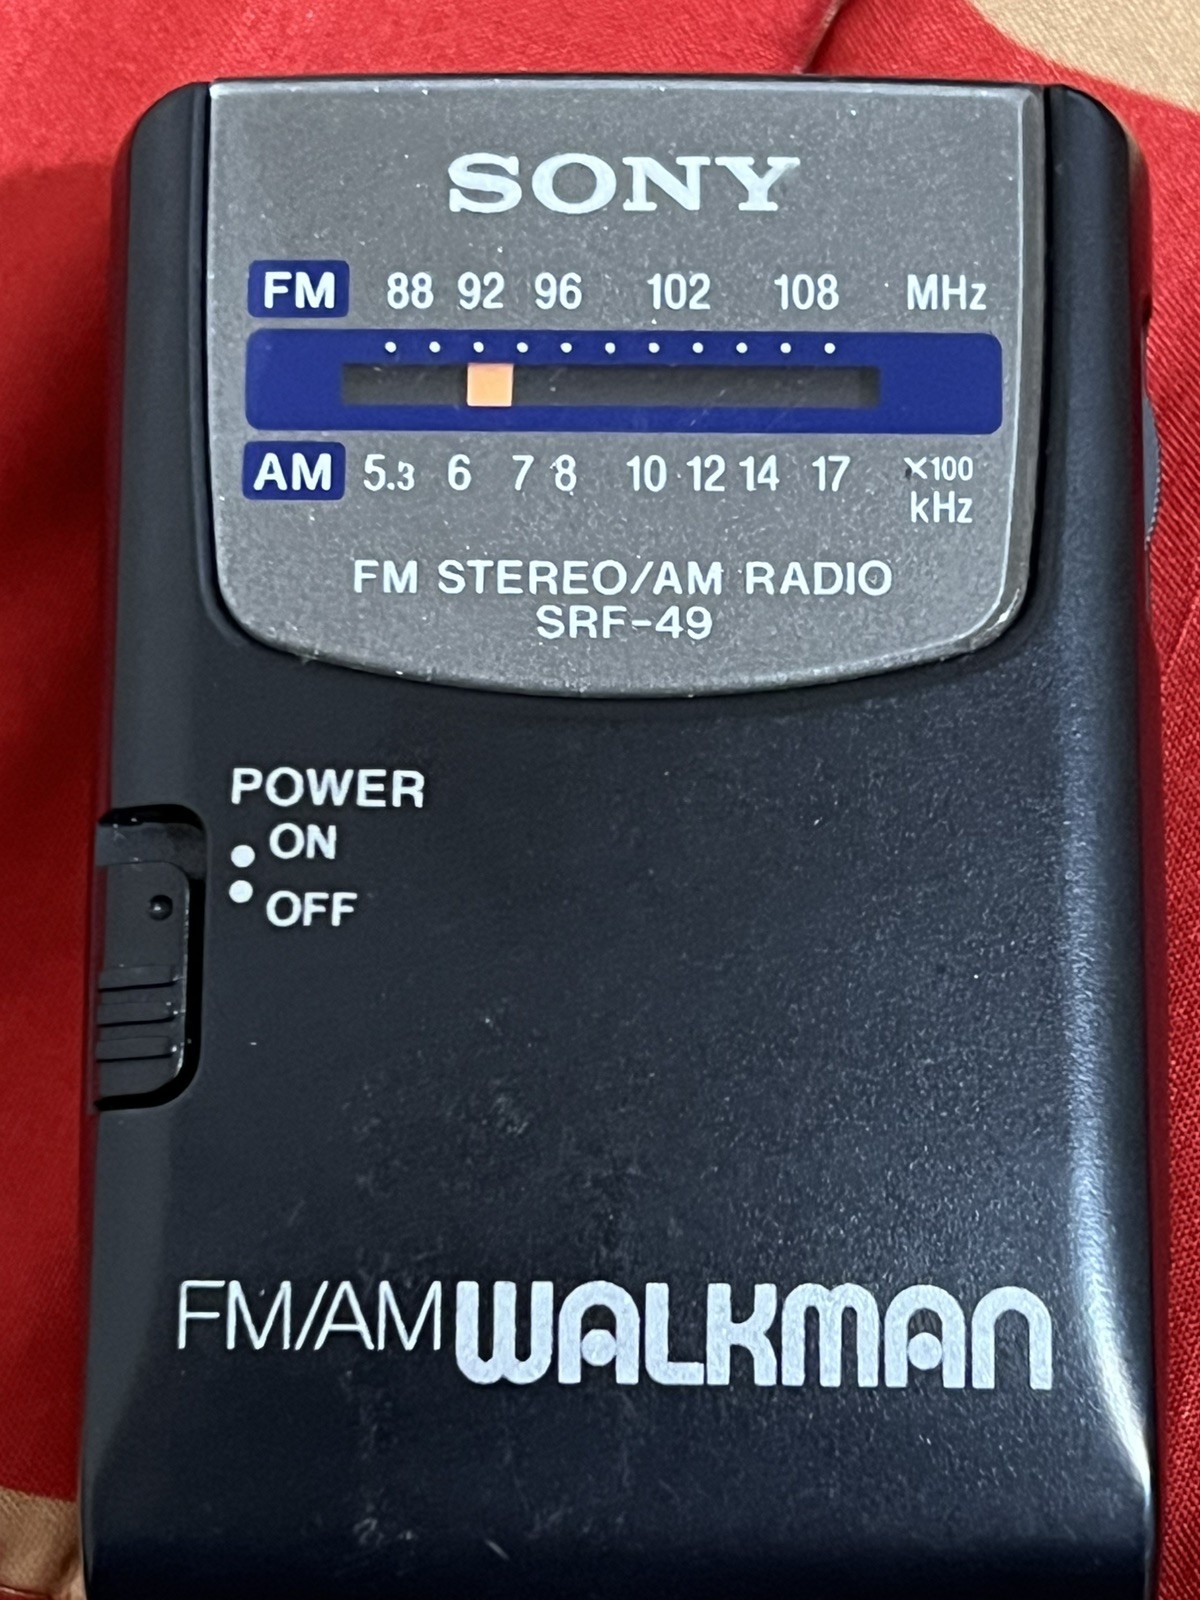 SONY
FM 88 92 96 102 108 MHz
AM 5.3 6 7 8 10 12 14 17 ×100
kHz
FM STEREO/AM RADIO
SRF-49
POWER
ON
OFF
FM/AM WALKMAN